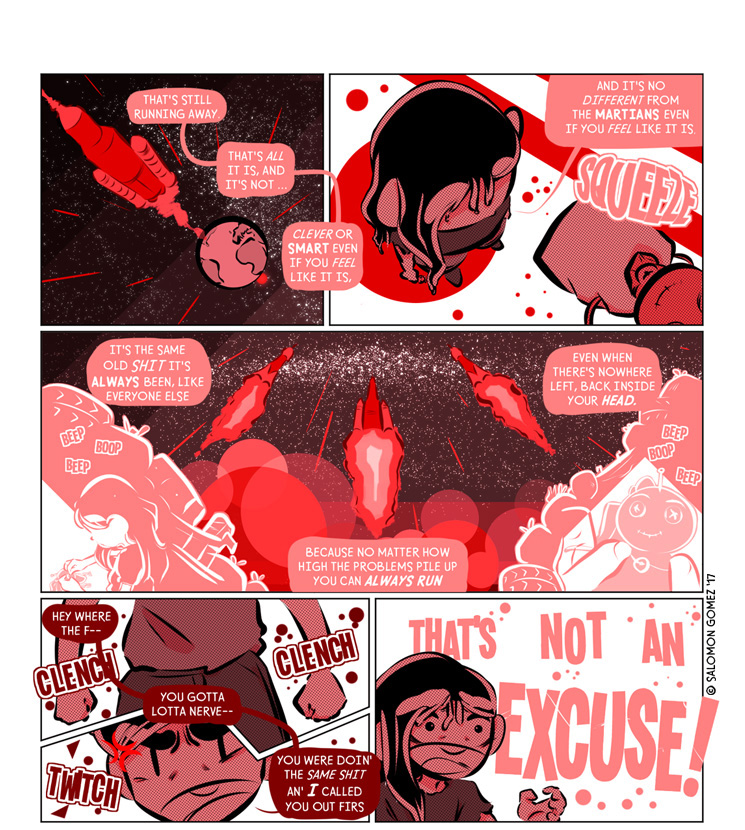 THAT'S STILL
RUNNING AWAY.
THAT'S ALL
IT IS, AND
IT'S NOT ...
CLEVER OR
SMART EVEN
IF YOU FEEL
LIKE IT IS,
AND IT'S NO
DIFFERENT FROM
THE MARTIANS EVEN
IF YOU FEEL LIKE IT IS.
SQUEEZE
IT'S THE SAME
OLD SHIT IT'S
ALWAYS BEEN, LIKE
EVERYONE ELSE
BEEP
BOOP
BEEP
BECAUSE NO MATTER HOW
HIGH THE PROBLEMS PILE UP
YOU CAN ALWAYS RUN
EVEN WHEN
THERE'S NOWHERE
LEFT, BACK INSIDE
YOUR HEAD.
BEEP
BOOP
BEEP
HEY WHERE
THE F--
CLENCH
CLENCH
YOU GOTTA
LOTTA NERVE--
TWITCH
YOU WERE DOIN'
THE SAME SHIT
AN' I CALLED
YOU OUT FIRS
THAT'S NOT AN
EXCUSE!
© SALOMON GOMEZ '17